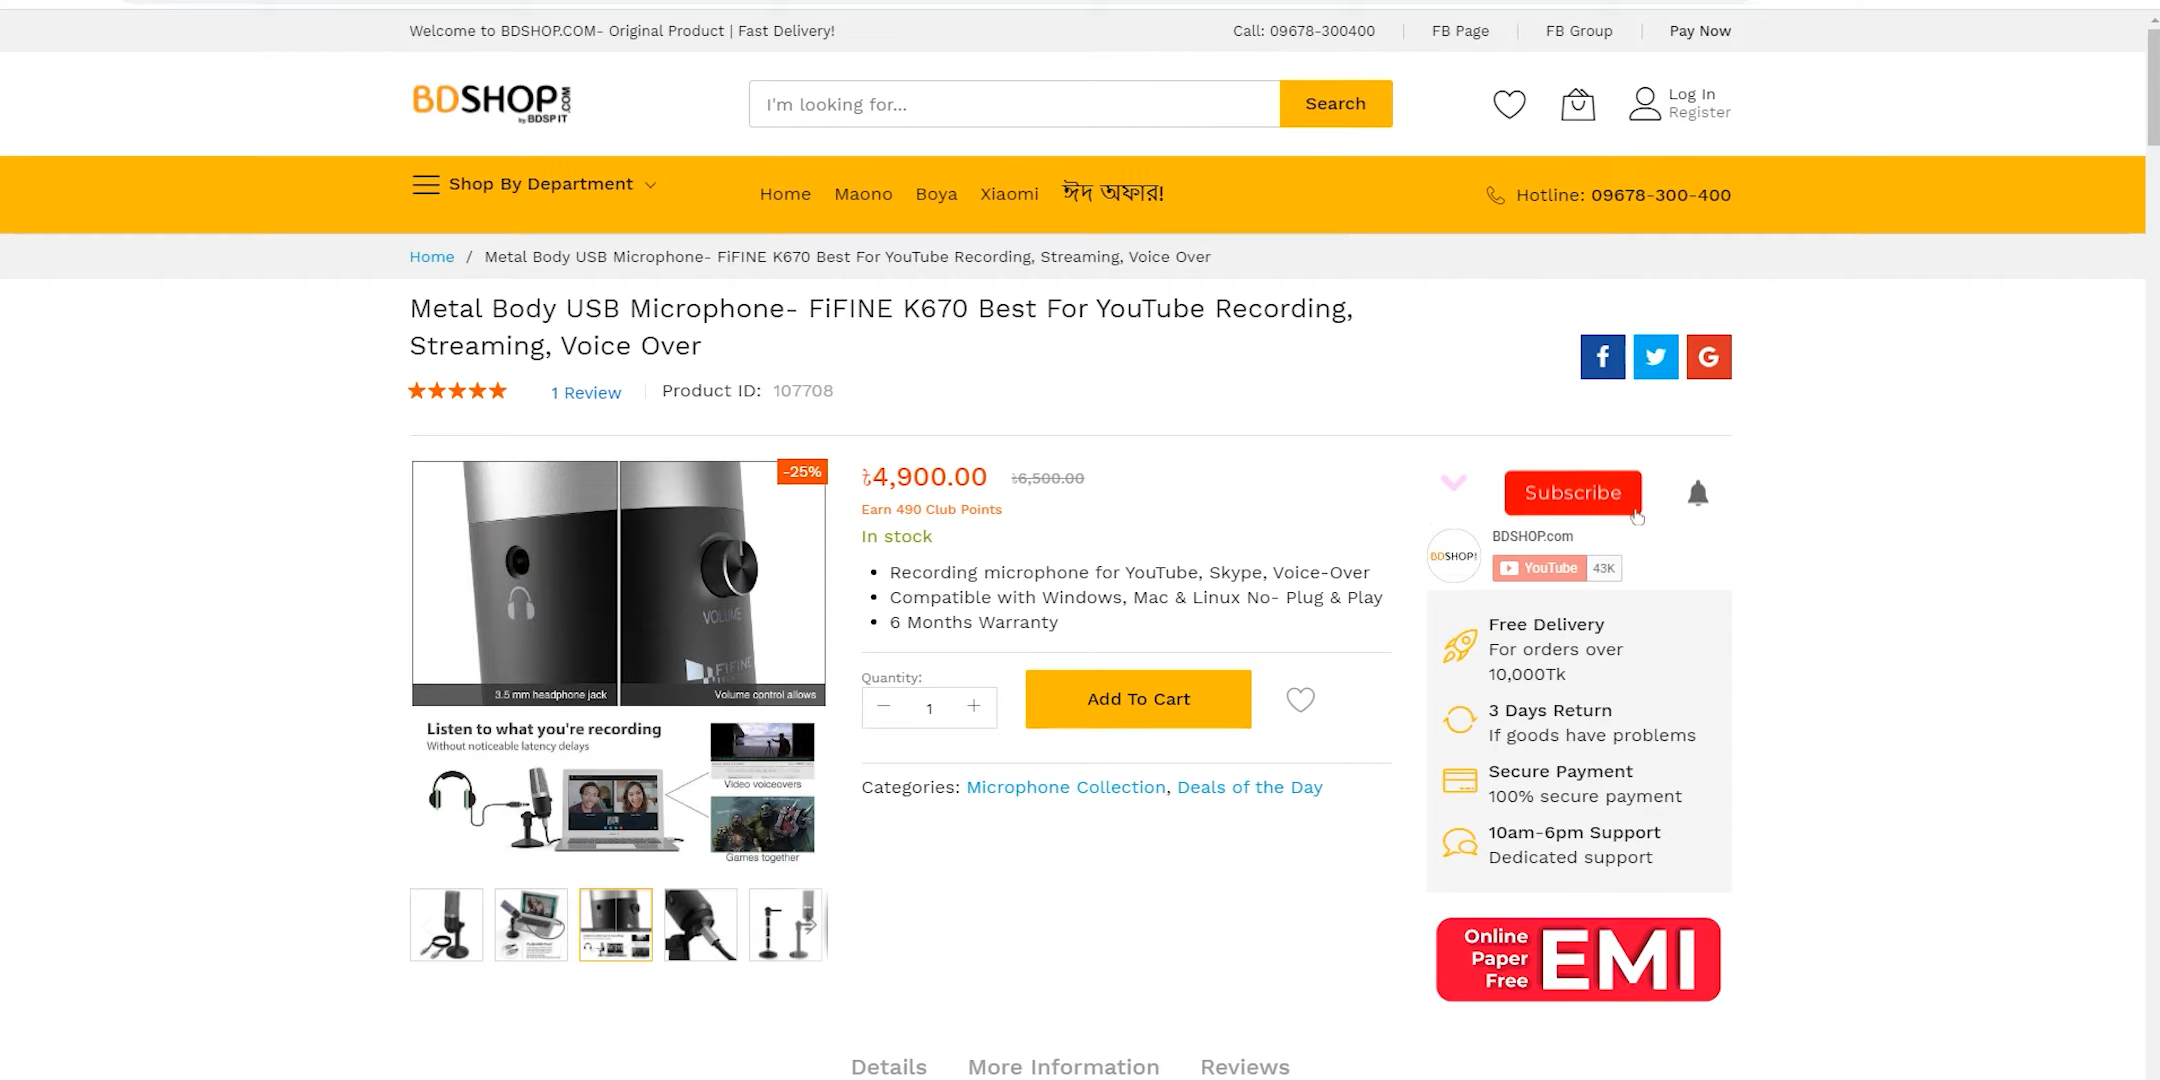 Welcome to BDSHOP.COM- Original Product | Fast Delivery!
Call: 09678-300400
FB Page
FB Group
Pay Now
BDSHOP.COM
by BDSP IT
I'm looking for...
Search
Log In
Register
Shop By Department
Home
Maono
Boya
Xiaomi
ঈদ অফার!
Hotline: 09678-300-400
Home / Metal Body USB Microphone- FiFINE K670 Best For YouTube Recording, Streaming, Voice Over
Metal Body USB Microphone- FiFINE K670 Best For YouTube Recording,
Streaming, Voice Over
1 Review
Product ID: 107708
-25%
VOLUME
FIFINE
3.5 mm headphone jack
Volume control allows
Listen to what you're recording
Without noticeable latency delays
Video voiceovers
Games together
৳4,900.00 ৳6,500.00
Earn 490 Club Points
In stock
Recording microphone for YouTube, Skype, Voice-Over
Compatible with Windows, Mac & Linux No- Plug & Play
6 Months Warranty
Quantity:
1
Add To Cart
Categories: Microphone Collection, Deals of the Day
Subscribe
BDSHOP
BDSHOP.com
YouTube 43K
Free Delivery
For orders over
10,000Tk
3 Days Return
If goods have problems
Secure Payment
100% secure payment
10am-6pm Support
Dedicated support
Online
Paper
Free
EMI
Details
More Information
Reviews